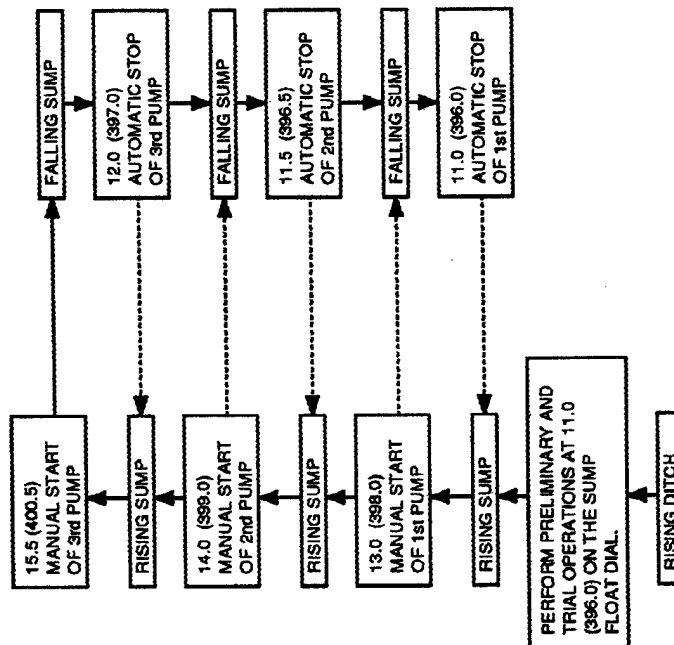 FALLING SUMP
12.0 (397.0)
AUTOMATIC STOP
OF 3rd PUMP
FALLING SUMP
11.5 (396.5)
AUTOMATIC STOP
OF 2nd PUMP
FALLING SUMP
11.0 (396.0)
AUTOMATIC STOP
OF 1st PUMP
15.5 (400.5)
MANUAL START
OF 3rd PUMP
RISING SUMP
14.0 (399.0)
MANUAL START
OF 2nd PUMP
RISING SUMP
13.0 (398.0)
MANUAL START
OF 1st PUMP
RISING SUMP
PERFORM PRELIMINARY AND
TRIAL OPERATIONS AT 11.0
(396.0) ON THE SUMP
FLOAT DIAL.
RISING DITCH